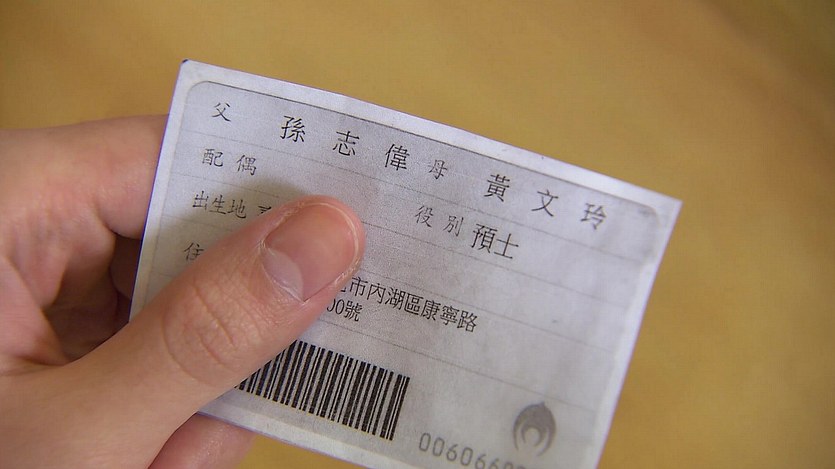 父 孫志偉 母 黃文玲
配偶
出生地 役別 預士
住 市內湖區康寧路
00號
00606